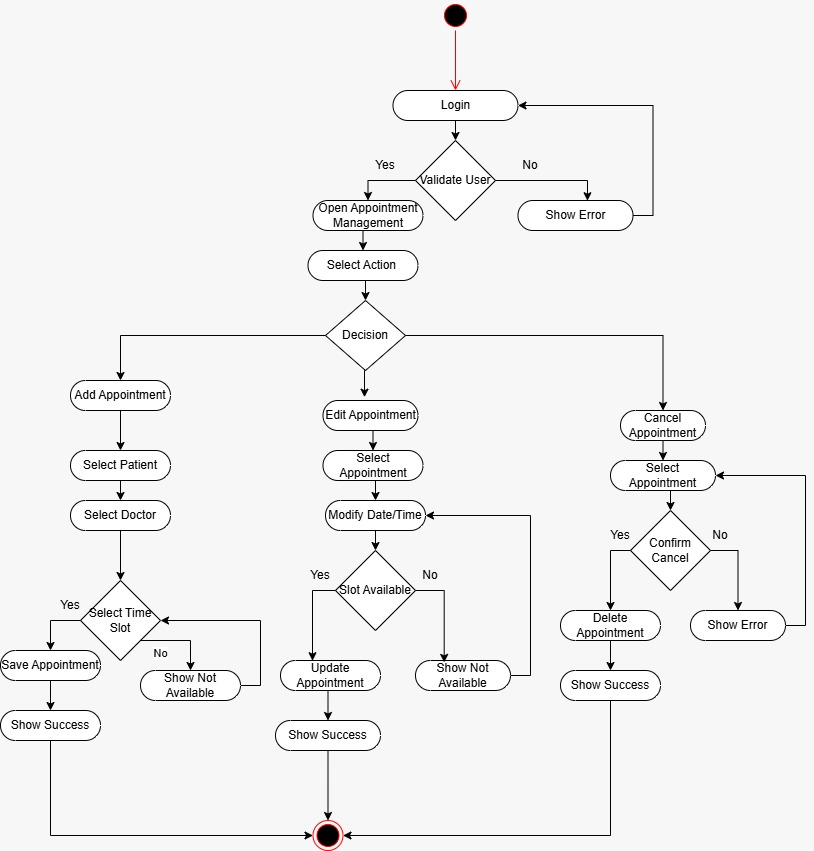 Login
Yes
No
Validate User
Open Appointment
Management
Show Error
Select Action
Decision
Add Appointment
Select Patient
Select Doctor
Yes
Select Time
Slot
No
Save Appointment
Show Not
Available
Show Success
Edit Appointment
Select
Appointment
Modify Date/Time
Yes
No
Slot Available
Update
Appointment
Show Not
Available
Show Success
Cancel
Appointment
Select
Appointment
Yes
No
Confirm
Cancel
Delete
Appointment
Show Error
Show Success